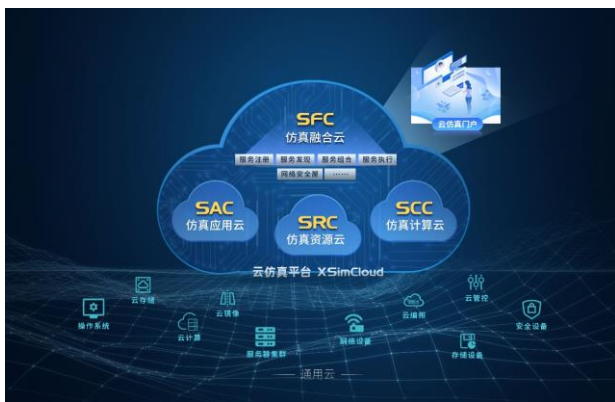 SFC
仿真融合云
云仿真门户
服务注册 服务发现 服务组合 服务执行
网络安全屋 ……
SAC
仿真应用云
SRC
仿真资源云
SCC
仿真计算云
云仿真平台 XSimCloud
操作系统
云存储
云计算
云镜像
服务器集群
网络设备
云编排
云管控
存储设备
安全设备
通用云